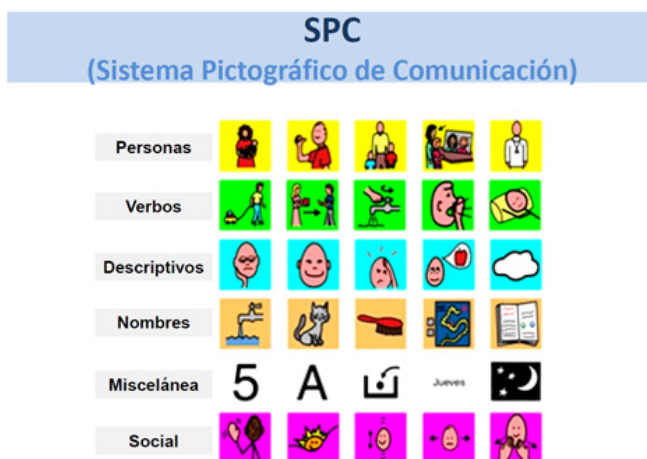 SPC
(Sistema Pictográfico de Comunicación)
Personas
Verbos
Descriptivos
Nombres
Miscelánea 5 A Jueves
Social